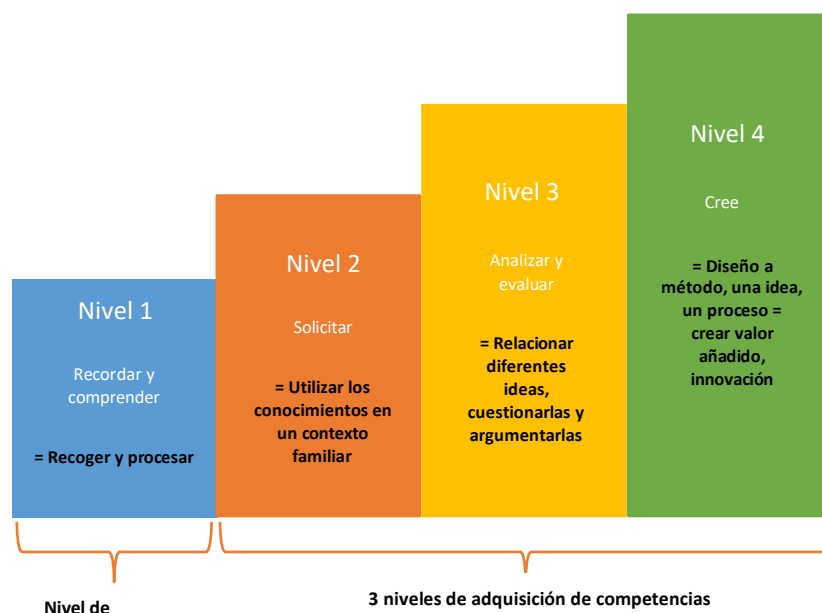 Nivel 1
Recordar y
comprender
= Recoger y procesar
Nivel 2
Solicitar
= Utilizar los
conocimientos en
un contexto
familiar
Nivel 3
Analizar y
evaluar
= Relacionar
diferentes
ideas,
cuestionarlas y
argumentarlas
Nivel 4
Cree
= Diseño a
método, una idea,
un proceso =
crear valor
añadido,
innovación
Nivel de
3 niveles de adquisición de competencias